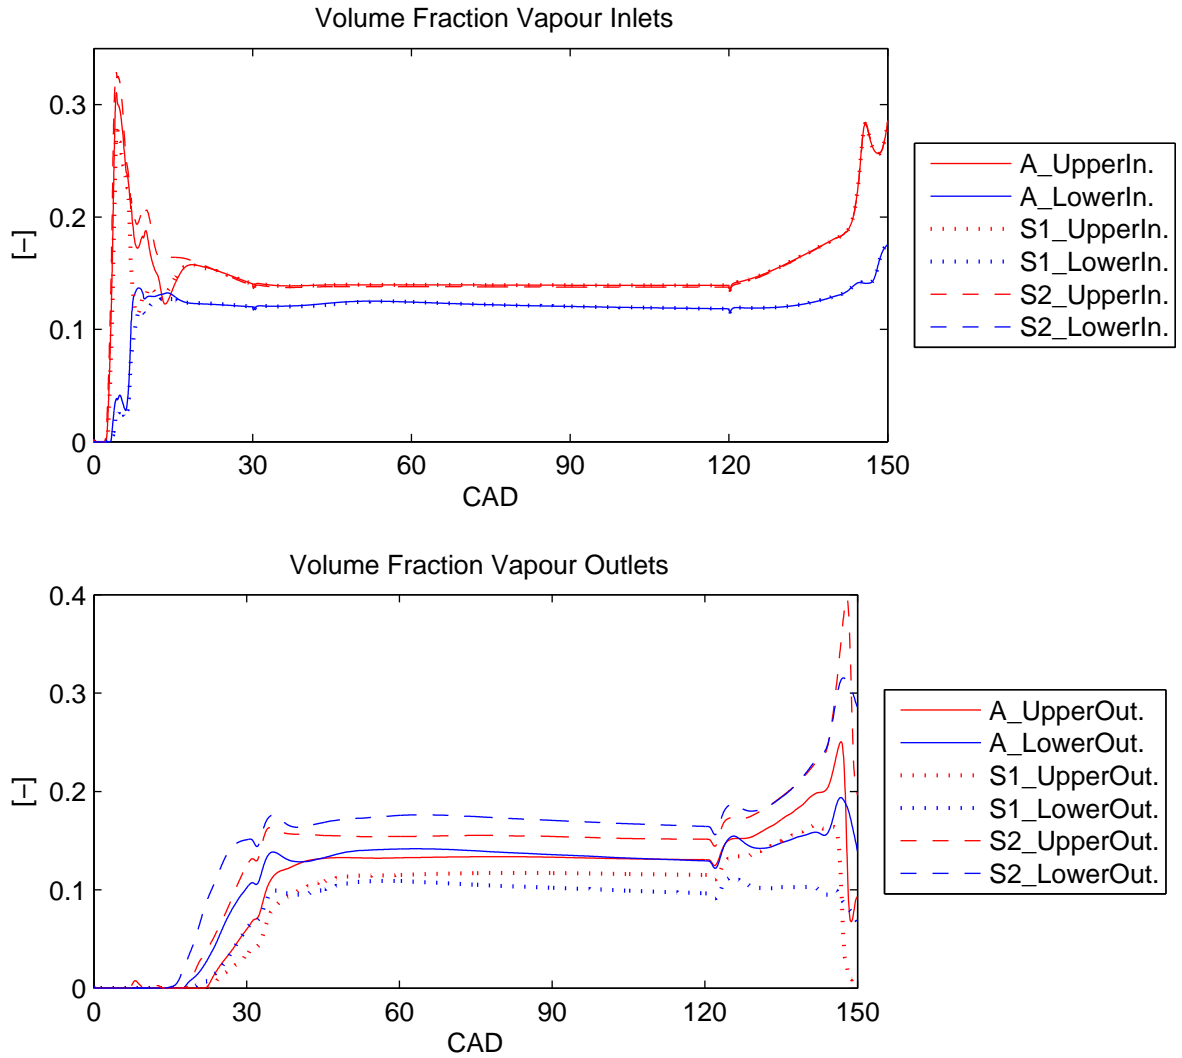 Volume Fraction Vapour Inlets
0.3
0.2
0.1
0
[–]
0
30
60
90
120
150
CAD
A_UpperIn.
A_LowerIn.
S1_UpperIn.
S1_LowerIn.
S2_UpperIn.
S2_LowerIn.
Volume Fraction Vapour Outlets
0.4
0.3
0.2
0.1
0
[–]
0
30
60
90
120
150
CAD
A_UpperOut.
A_LowerOut.
S1_UpperOut.
S1_LowerOut.
S2_UpperOut.
S2_LowerOut.